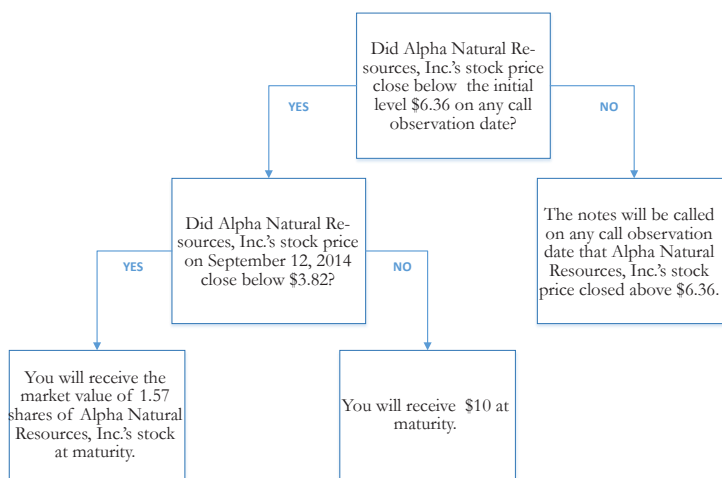 Did Alpha Natural Re-
sources, Inc.'s stock price
close below the initial
level $6.36 on any call
observation date?
YES
NO
Did Alpha Natural Re-
sources, Inc.'s stock price
on September 12, 2014
close below $3.82?
The notes will be called
on any call observation
date that Alpha Natural
Resources, Inc.'s stock
price closed above $6.36.
YES
NO
You will receive the
market value of 1.57
shares of Alpha Natural
Resources, Inc.'s stock
at maturity.
You will receive $10 at
maturity.